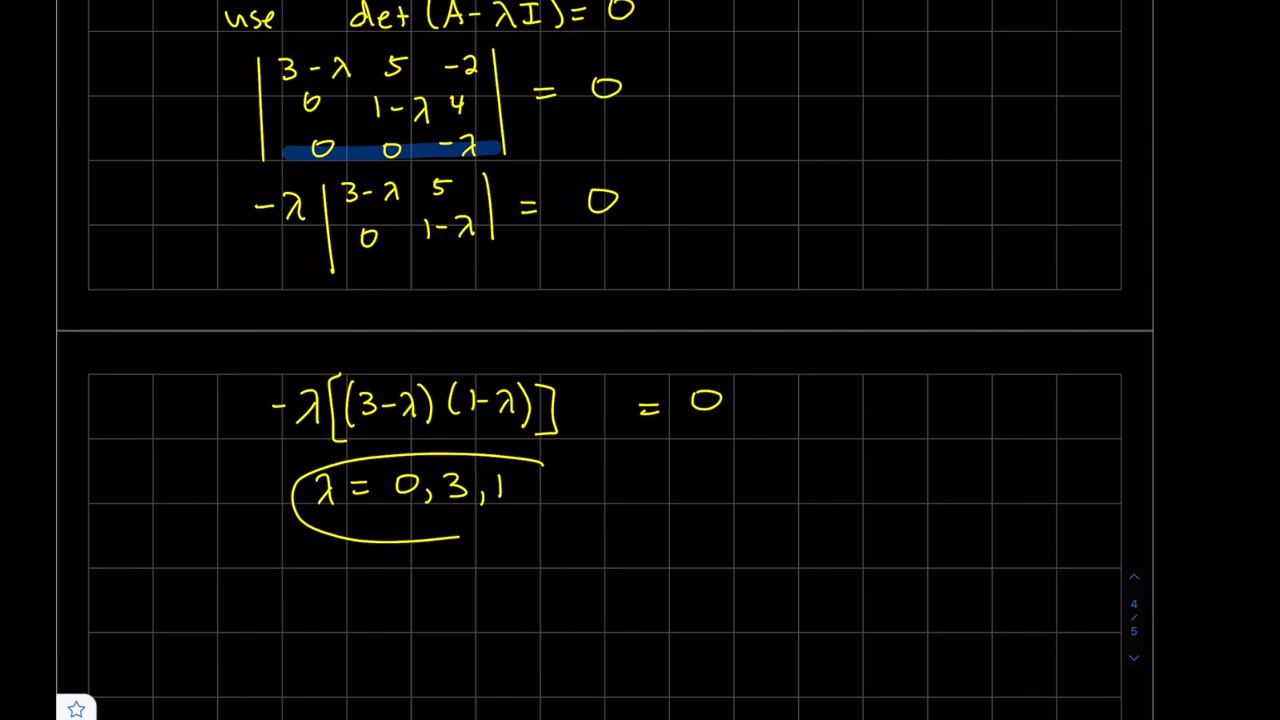 use det (A-λI)= 0
3-λ 5 -2
0 1-λ 4 = 0
0 0 -λ
-λ | 3-λ 5 | = 0
0 1-λ
-λ[(3-λ)(1-λ)] = 0
λ = 0, 3, 1
4
/
5